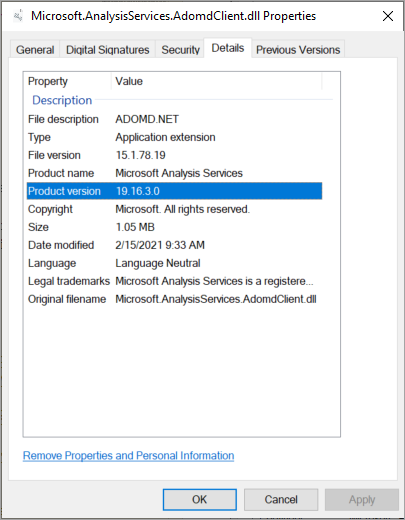 Microsoft.AnalysisServices.AdomdClient.dll Properties
General Digital Signatures Security Details Previous Versions
Property Value
Description
File description ADOMD.NET
Type Application extension
File version 15.1.78.19
Product name Microsoft Analysis Services
Product version 19.16.3.0
Copyright Microsoft. All rights reserved.
Size 1.05 MB
Date modified 2/15/2021 9:33 AM
Language Language Neutral
Legal trademarks Microsoft Analysis Services is a registere...
Original filename Microsoft.AnalysisServices.AdomdClient.dll
Remove Properties and Personal Information
OK Cancel Apply